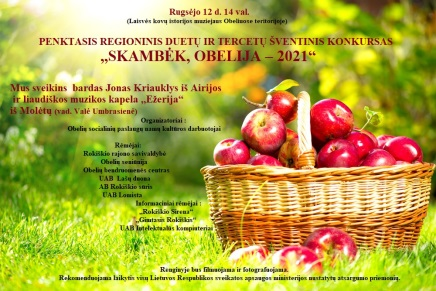 Rugsėjo 12 d. 14 val.
(Laisvės kovų istorijos muziejaus Obeliuose teritorijoje)
PENKTASIS REGIONINIS DUETŲ IR TERCETŲ ŠVENTINIS KONKURSAS
„SKAMBĖK, OBELIJA – 2021“
Mus sveikins bardas Jonas Kriauklys iš Airijos
ir liaudiškos muzikos kapela „Ežerija“
iš Molėtų (vad. Valė Umbrasienė)
Organizatoriai :
Obelių socialinių paslaugų namų kultūros darbuotojai
Rėmėjai:
Rokiškio rajono savivaldybė
Obelių seniūnija
Obelių bendruomenės centras
UAB Lašų duona
AB Rokiškio sūris
UAB Lomista
Informaciniai rėmėjai :
„Rokiškio Sirena“
„Gimtasis Rokiškis“
UAB Intelektualūs kompiuteriai
Renginyje bus filmuojama ir fotografuojama.
Rekomenduojama laikytis visų Lietuvos Respublikos sveikatos apsaugos ministerijos nustatytų atsargumo priemonių.